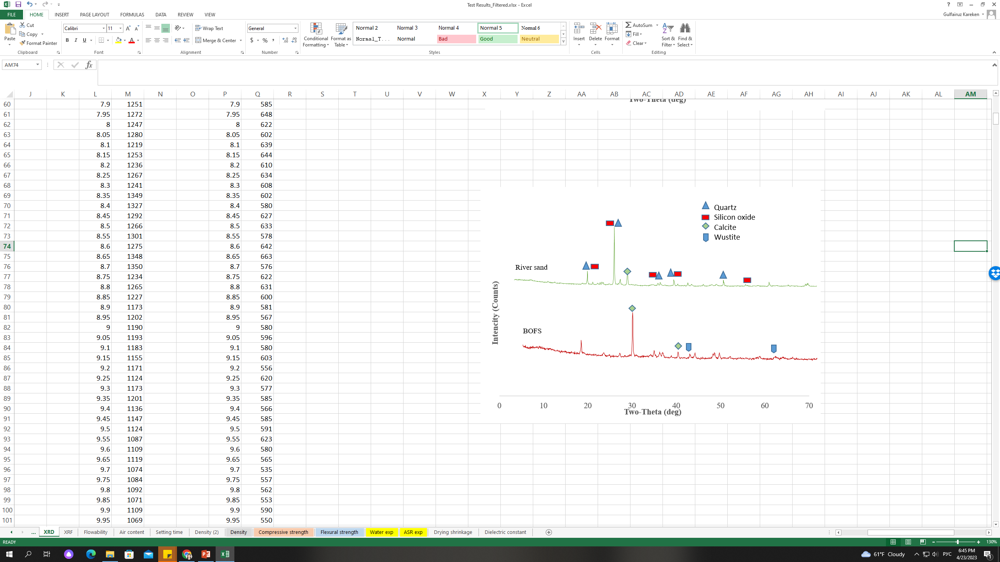 Test Results_Filtered.xlsx - Excel
FILE HOME INSERT PAGE LAYOUT FORMULAS DATA REVIEW VIEW
Gulfairuz Kareken
Paste
Cut
Copy
Format Painter
Clipboard
Calibri 11
B I U
Font
Wrap Text
Merge & Center
Alignment
General
$ % ,
Number
Conditional Formatting
Format as Table
Normal 2 Normal 3 Normal 4 Normal 5 Normal 6
Normal_T... Normal Bad Good Neutral
Styles
Insert Delete Format
Cells
AutoSum
Fill
Clear
Sort & Filter
Find & Select
Editing
AM74
fx
J K L M N O P Q R S T U V W X Y Z AA AB AC AD AE AF AG AH AI AJ AK AL AM
60 7.9 1251 7.9 585
61 7.95 1272 7.95 648
62 8 1247 8 622
63 8.05 1280 8.05 602
64 8.1 1219 8.1 639
65 8.15 1253 8.15 644
66 8.2 1236 8.2 610
67 8.25 1267 8.25 634
68 8.3 1241 8.3 608
69 8.35 1349 8.35 602
70 8.4 1327 8.4 580
71 8.45 1292 8.45 627
72 8.5 1266 8.5 633
73 8.55 1301 8.55 578
74 8.6 1275 8.6 642
75 8.65 1348 8.65 663
76 8.7 1350 8.7 576
77 8.75 1234 8.75 622
78 8.8 1265 8.8 631
79 8.85 1227 8.85 600
80 8.9 1173 8.9 581
81 8.95 1202 8.95 567
82 9 1190 9 580
83 9.05 1193 9.05 596
84 9.1 1183 9.1 580
85 9.15 1155 9.15 603
86 9.2 1171 9.2 556
87 9.25 1124 9.25 620
88 9.3 1173 9.3 577
89 9.35 1201 9.35 585
90 9.4 1136 9.4 566
91 9.45 1147 9.45 585
92 9.5 1124 9.5 591
93 9.55 1087 9.55 623
94 9.6 1109 9.6 580
95 9.65 1119 9.65 565
96 9.7 1074 9.7 535
97 9.75 1084 9.75 557
98 9.8 1092 9.8 562
99 9.85 1071 9.85 553
100 9.9 1109 9.9 590
101 9.95 1069 9.95 550
Two-Theta (deg)
Quartz
Silicon oxide
Calcite
Wustite
River sand
BOFS
Intencity (Counts)
0 10 20 30 40 50 60 70
Two-Theta (deg)
... XRD XRF Flowability Air content Setting time Density (2) Density Compressive strength Flexural strength Water exp ASR exp Drying shrinkage Dielectric constant
READY
130%
61°F Cloudy
РУС
6:45 PM
4/23/2023
1